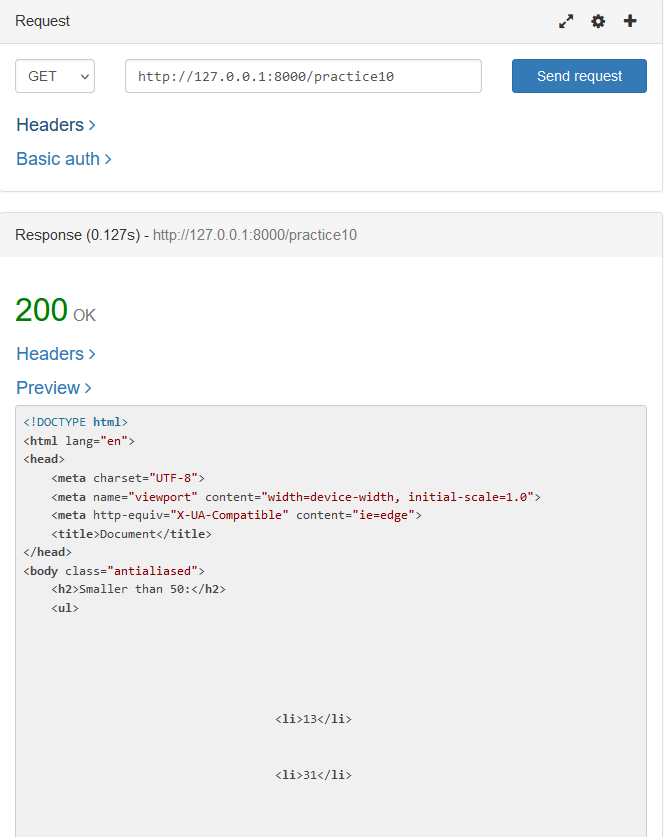 Request
GET http://127.0.0.1:8000/practice10 Send request
Headers
Basic auth
Response (0.127s) - http://127.0.0.1:8000/practice10
200 OK
Headers
Preview
<!DOCTYPE html>
<html lang="en">
<head>
    <meta charset="UTF-8">
    <meta name="viewport" content="width=device-width, initial-scale=1.0">
    <meta http-equiv="X-UA-Compatible" content="ie=edge">
    <title>Document</title>
</head>
<body class="antialiased">
    <h2>Smaller than 50:</h2>
    <ul>
                                    <li>13</li>
                                    <li>31</li>